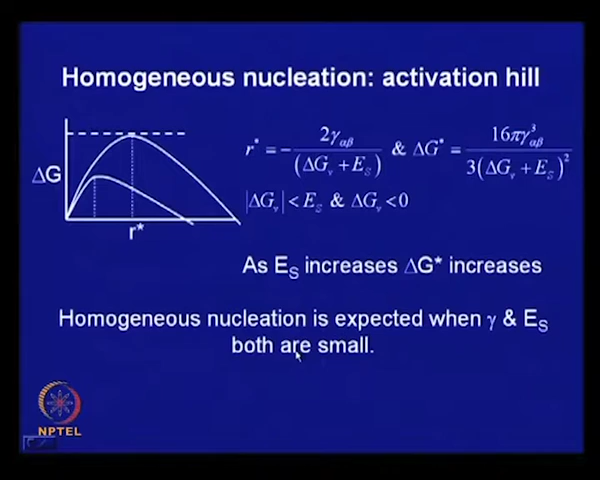 Homogeneous nucleation: activation hill
ΔG
r*
r* = - 2γαβ / (ΔGv + ES) & ΔG* = 16πγ³αβ / 3(ΔGv + ES)²
|ΔGv| < ES & ΔGv < 0
As ES increases ΔG* increases
Homogeneous nucleation is expected when γ & ES
both are small.
NPTEL